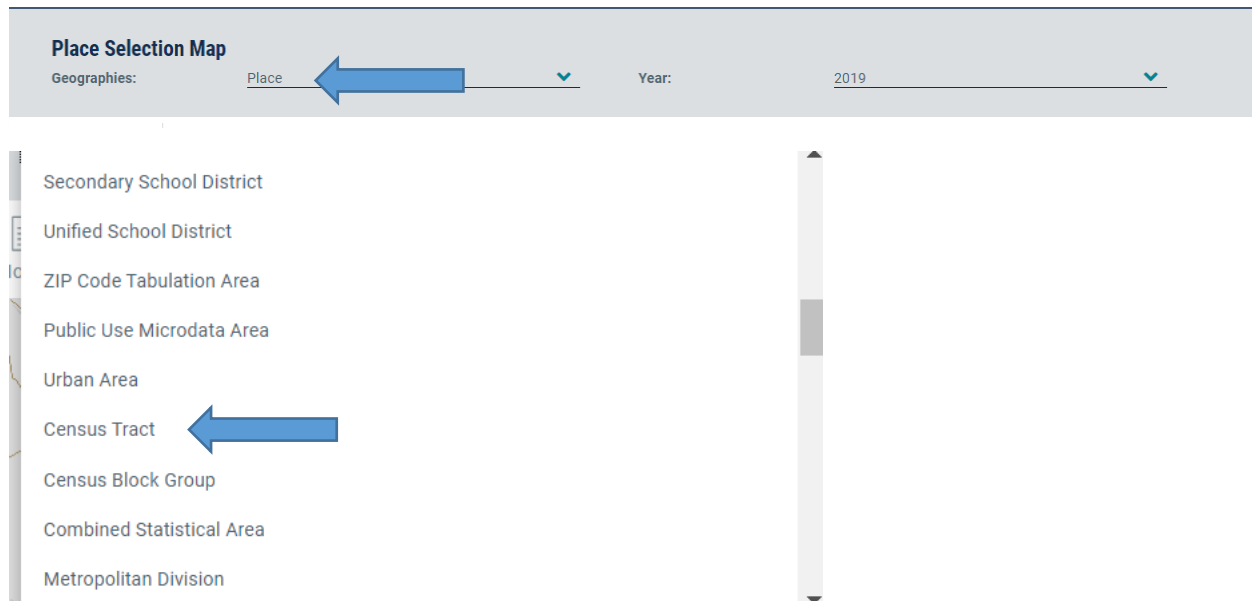 Place Selection Map
Geographies: Place Year: 2019
Secondary School District
Unified School District
ZIP Code Tabulation Area
Public Use Microdata Area
Urban Area
Census Tract
Census Block Group
Combined Statistical Area
Metropolitan Division